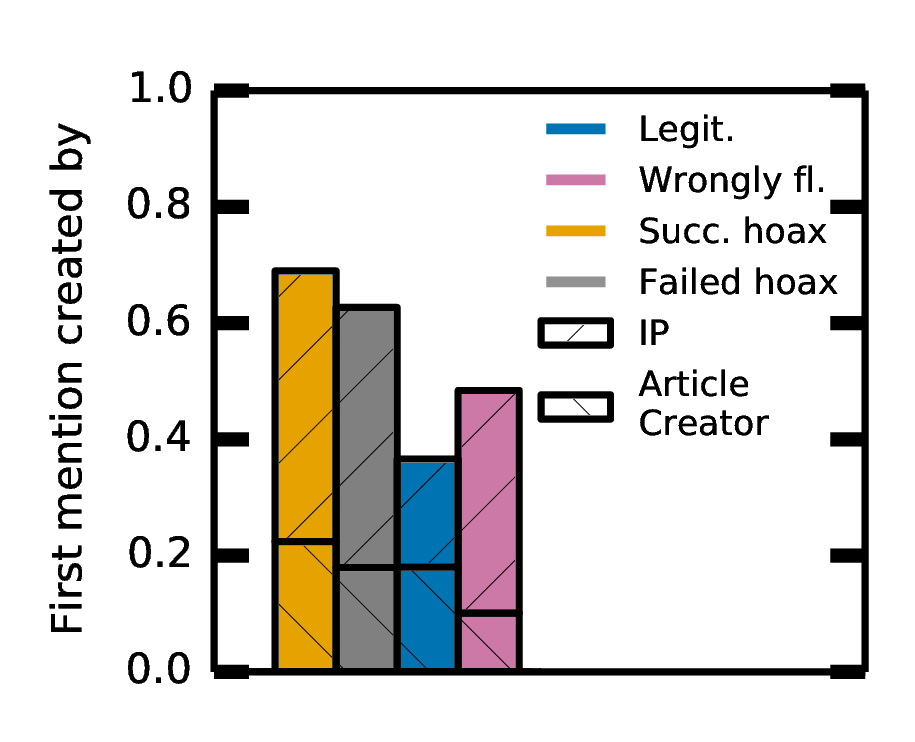 First mention created by
1.0
0.8
0.6
0.4
0.2
0.0
Legit.
Wrongly fl.
Succ. hoax
Failed hoax
IP
Article
Creator